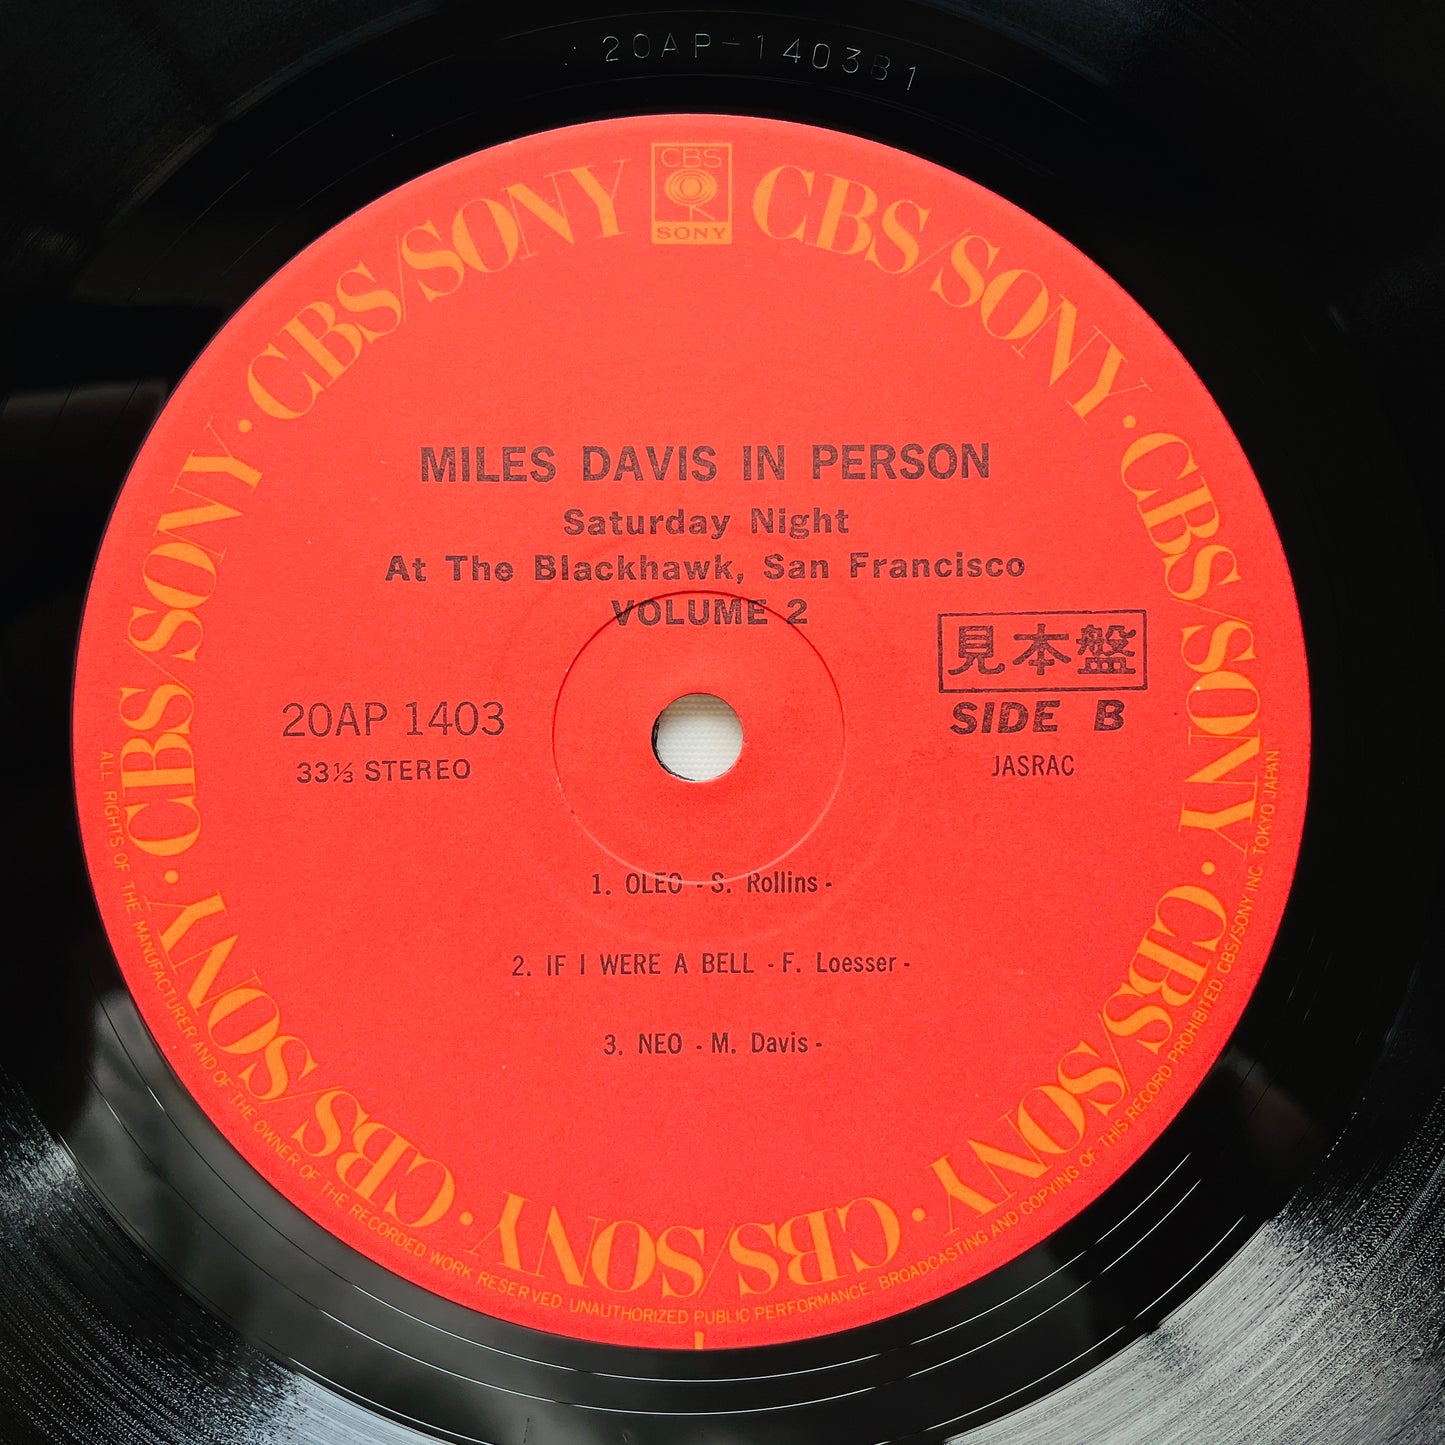 20AP-1403B1
CBS
SONY
CBS/SONY · CBS/SONY · CBS/SONY · CBS/SONY · CBS/SONY · CBS/SONY · CBS/SONY · CBS/SONY
MILES DAVIS IN PERSON
Saturday Night
At The Blackhawk, San Francisco
VOLUME 2
見本盤
20AP 1403
SIDE B
33⅓ STEREO
JASRAC
1. OLEO - S. Rollins -
2. IF I WERE A BELL - F. Loesser -
3. NEO - M. Davis -
ALL RIGHTS OF THE MANUFACTURER AND OF THE OWNER OF THE RECORDED WORK RESERVED. UNAUTHORIZED PUBLIC PERFORMANCE. BROADCASTING AND COPYING OF THIS RECORD PROHIBITED. CBS/SONY INC. TOKYO JAPAN